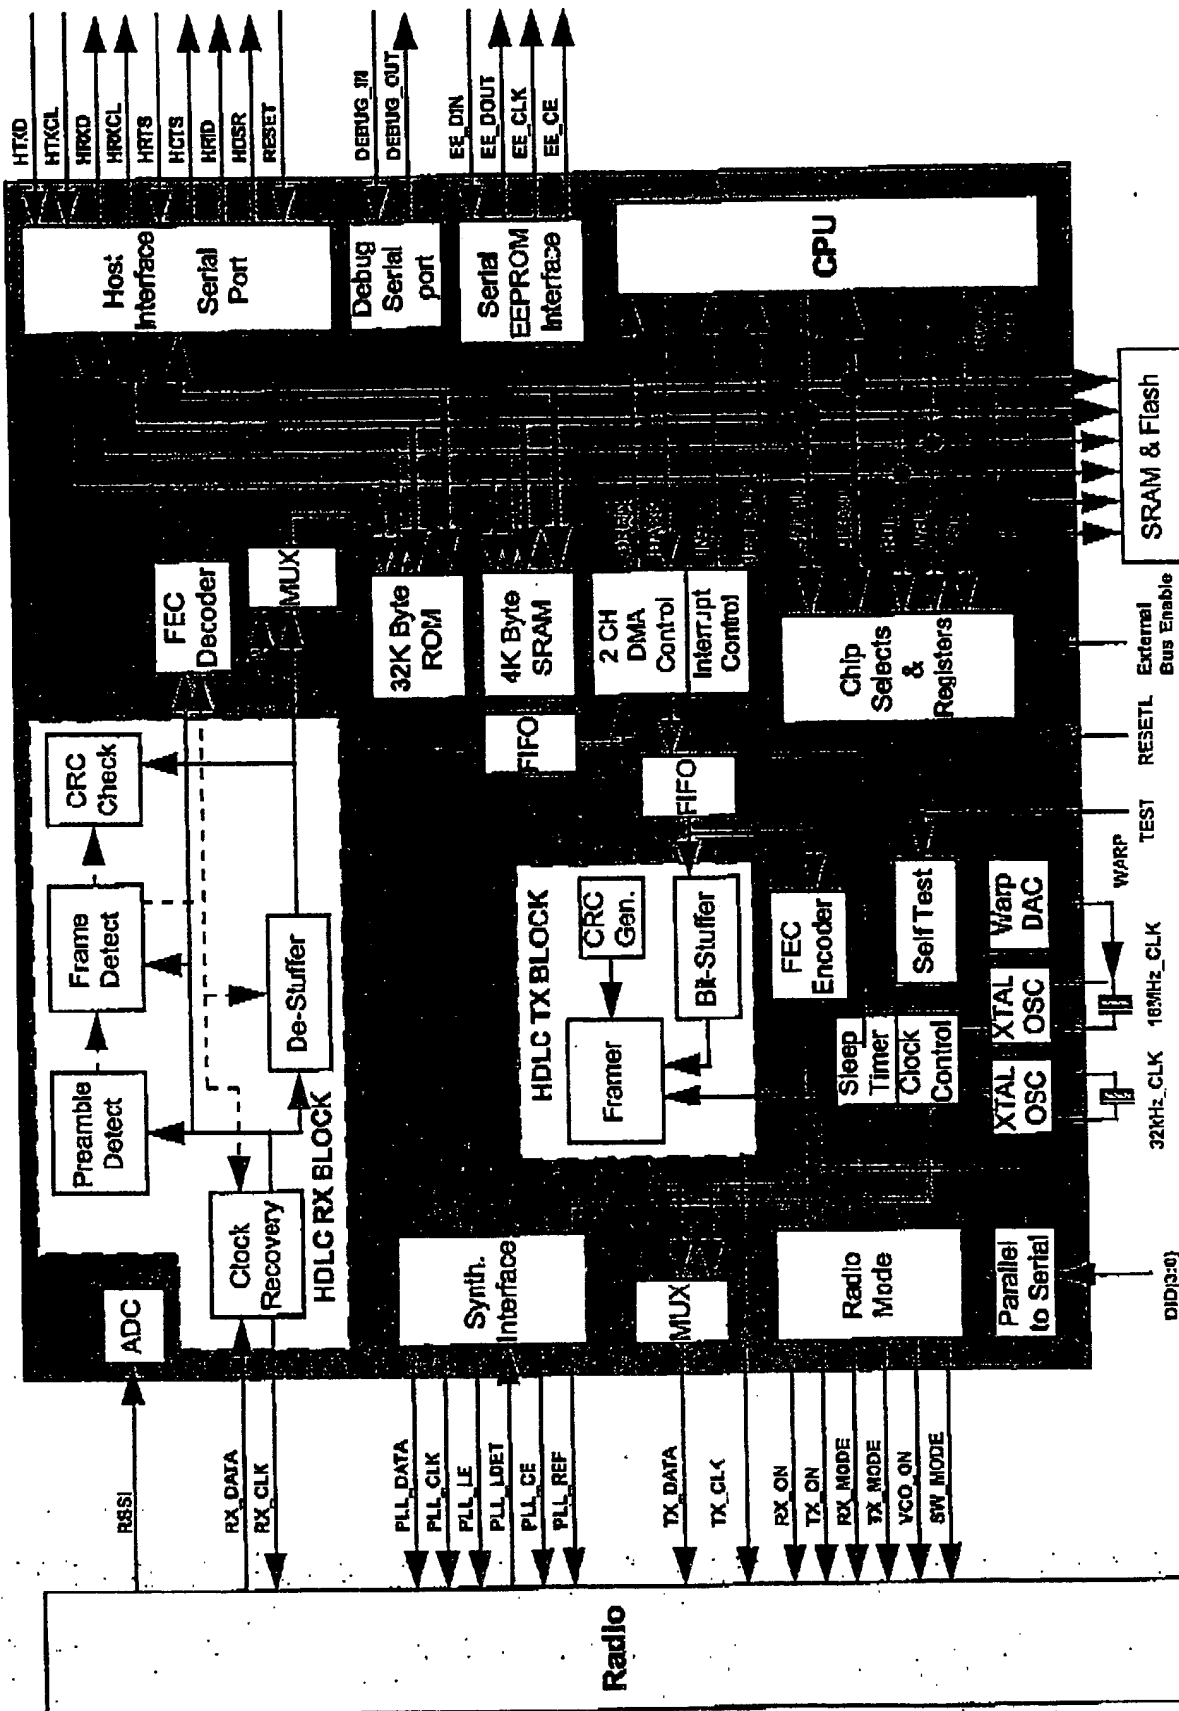 HTXD
HTXCL
HRXD
HRXCL
HRTS
HCTS
HRID
HDSR
RESET
DEBUG_IN
DEBUG_OUT
EE_DIN
EE_DOUT
EE_CLK
EE_CE
Host
Interface
Serial
Port
Debug
Serial
port
Serial
EEPROM
Interface
CPU
SRAM & Flash
FEC
Decoder
MUX
32K Byte
ROM
4K Byte
SRAM
2 CH
DMA
Control
Interrupt
Control
Chip
Selects
&
Registers
External
Bus Enable
RESETL
TEST
WARP
16MHz_CLK
32kHz_CLK
DID[3:0]
CRC
Check
Frame
Detect
Preamble
Detect
De-Stuffer
Clock
Recovery
HDLC RX BLOCK
ADC
FIFO
FIFO
HDLC TX BLOCK
CRC
Gen.
Bit-Stuffer
Framer
FEC
Encoder
Self Test
Warp
DAC
XTAL
OSC
XTAL
OSC
Sleep
Timer
Clock
Control
Synth.
Interface
MUX
Radio
Mode
Parallel
to Serial
RSSI
RX_DATA
RX_CLK
PLL_DATA
PLL_CLK
PLL_LE
PLL_LDET
PLL_CE
PLL_REF
TX_DATA
TX_CLK
RX_ON
TX_ON
RX_MODE
TX_MODE
VCO_ON
SW_MODE
Radio